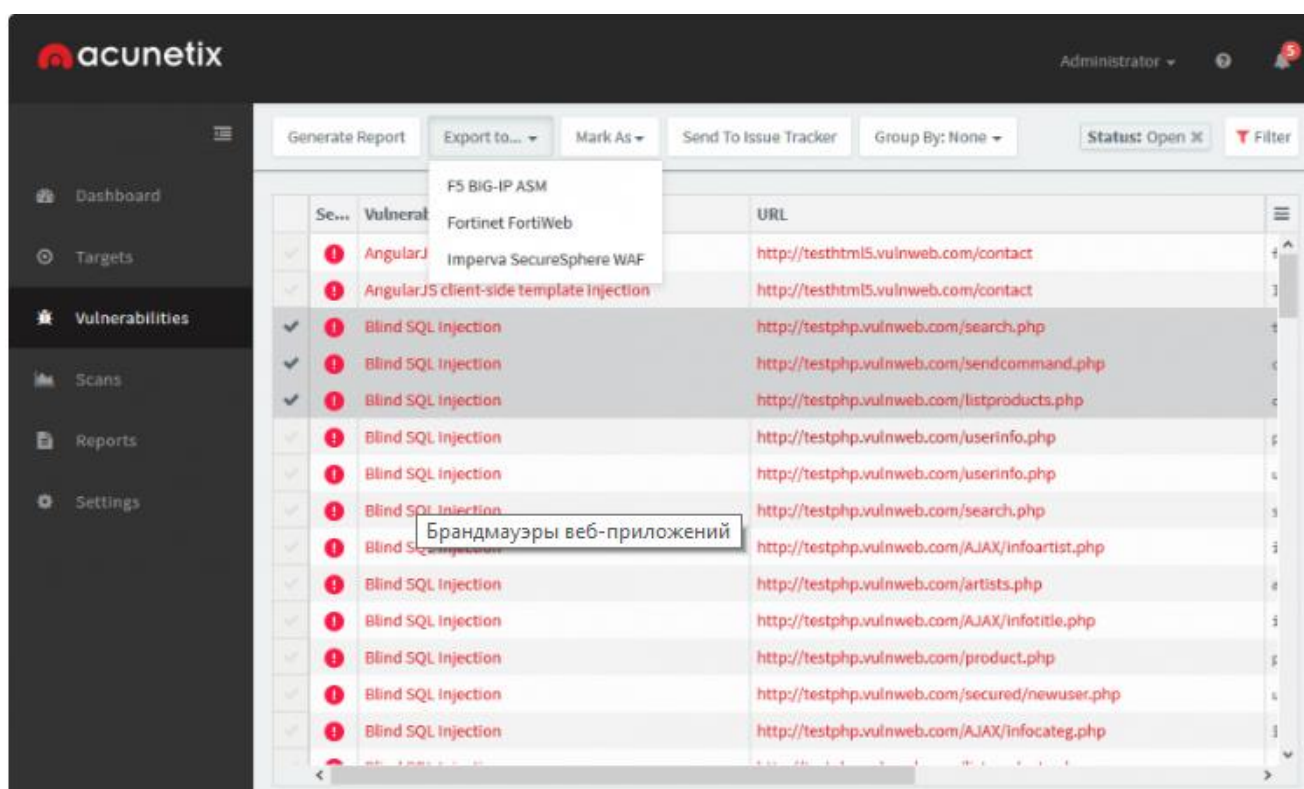 acunetix
Administrator
5
Generate Report Export to... Mark As Send To Issue Tracker Group By: None Status: Open Filter
F5 BIG-IP ASM
Fortinet FortiWeb
Imperva SecureSphere WAF
Dashboard
Targets
Vulnerabilities
Scans
Reports
Settings
Se... URL
http://testhtml5.vulnweb.com/contact
AngularJS client-side template injection http://testhtml5.vulnweb.com/contact
Blind SQL Injection http://testphp.vulnweb.com/search.php
Blind SQL Injection http://testphp.vulnweb.com/sendcommand.php
Blind SQL Injection http://testphp.vulnweb.com/listproducts.php
Blind SQL Injection http://testphp.vulnweb.com/userinfo.php
Blind SQL Injection http://testphp.vulnweb.com/userinfo.php
Blind SQL Injection http://testphp.vulnweb.com/search.php
Брандмауэры веб-приложений
Blind http://testphp.vulnweb.com/AJAX/infoartist.php
Blind SQL Injection http://testphp.vulnweb.com/artists.php
Blind SQL Injection http://testphp.vulnweb.com/AJAX/infotitle.php
Blind SQL Injection http://testphp.vulnweb.com/product.php
Blind SQL Injection http://testphp.vulnweb.com/secured/newuser.php
Blind SQL Injection http://testphp.vulnweb.com/AJAX/infocateg.php